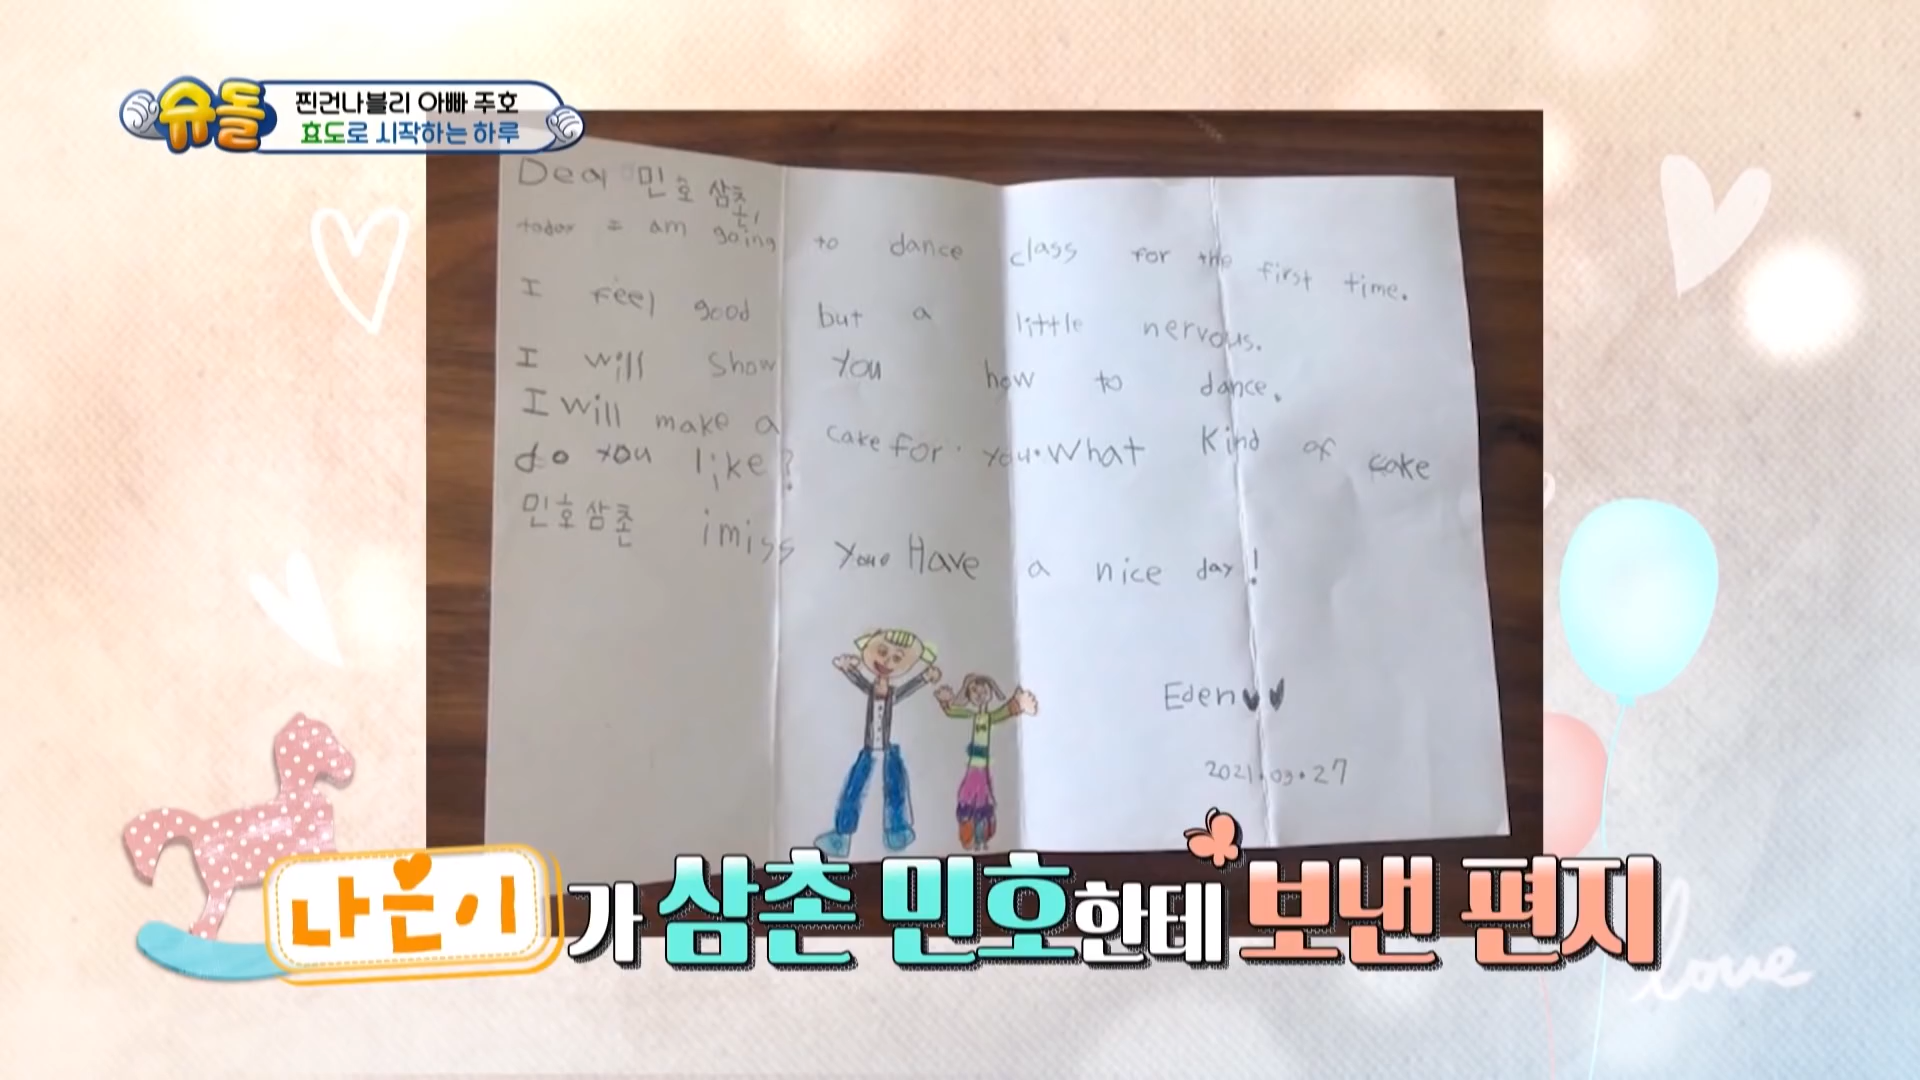 슈돌
찐건나블리 아빠 주호
효도로 시작하는 하루
Dear 민호 삼촌,
today I am going to dance class for the first time.
I feel good but a little nervous.
I will show you how to dance.
I will make a cake for you. What kind of cake
do you like?
민호삼촌 i miss you. Have a nice day!
Eden
2021.03.27
나은이가 삼촌 민호한테 보낸 편지
love